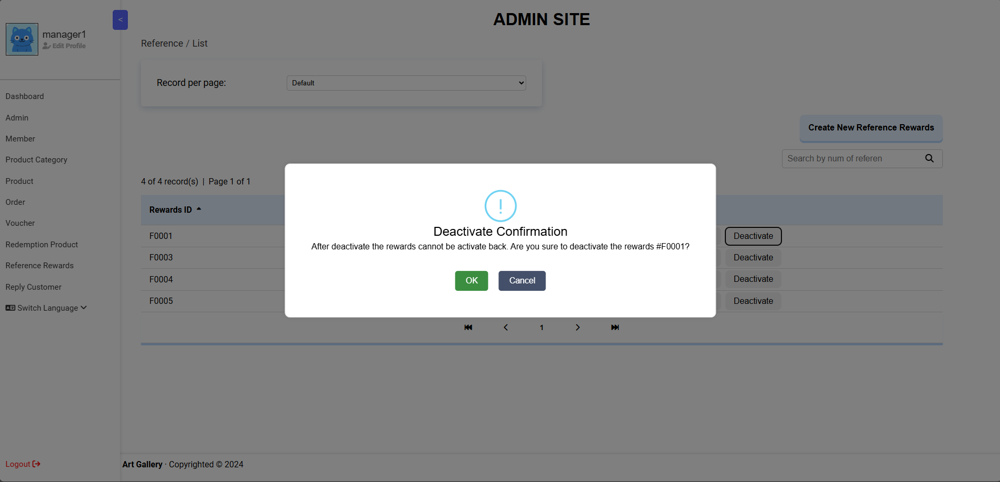 <
ADMIN SITE
manager1
Edit Profile
Reference / List
Record per page:
Default
Dashboard
Admin
Member
Product Category
Product
Order
Voucher
Redemption Product
Reference Rewards
Reply Customer
Switch Language
Logout
Create New Reference Rewards
Search by num of referen
4 of 4 record(s) | Page 1 of 1
Rewards ID
F0001
Deactivate
F0003
Deactivate
F0004
Deactivate
F0005
Deactivate
1
Deactivate Confirmation
After deactivate the rewards cannot be activate back. Are you sure to deactivate the rewards #F0001?
OK
Cancel
Art Gallery · Copyrighted © 2024